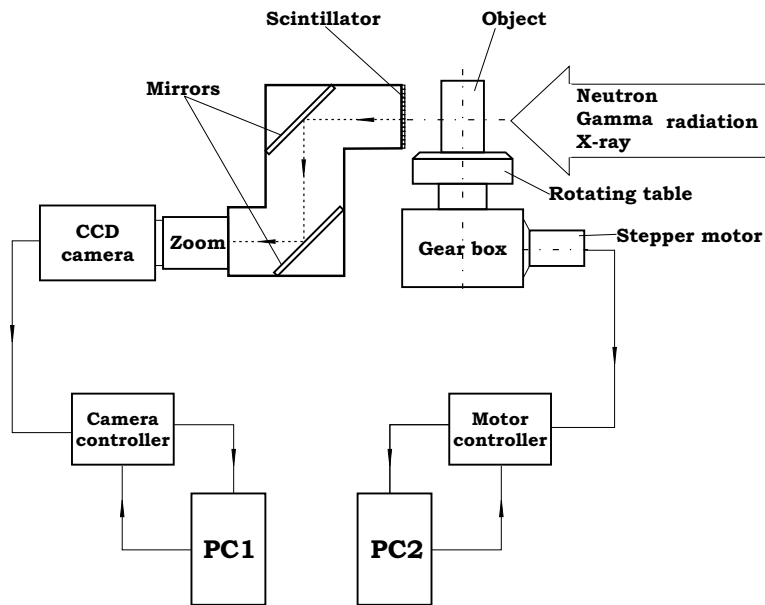 Scintillator
Object
Mirrors
Neutron
Gamma
X-ray
radiation
Rotating table
CCD
camera
Zoom
Gear box
Stepper motor
Camera
controller
Motor
controller
PC1
PC2